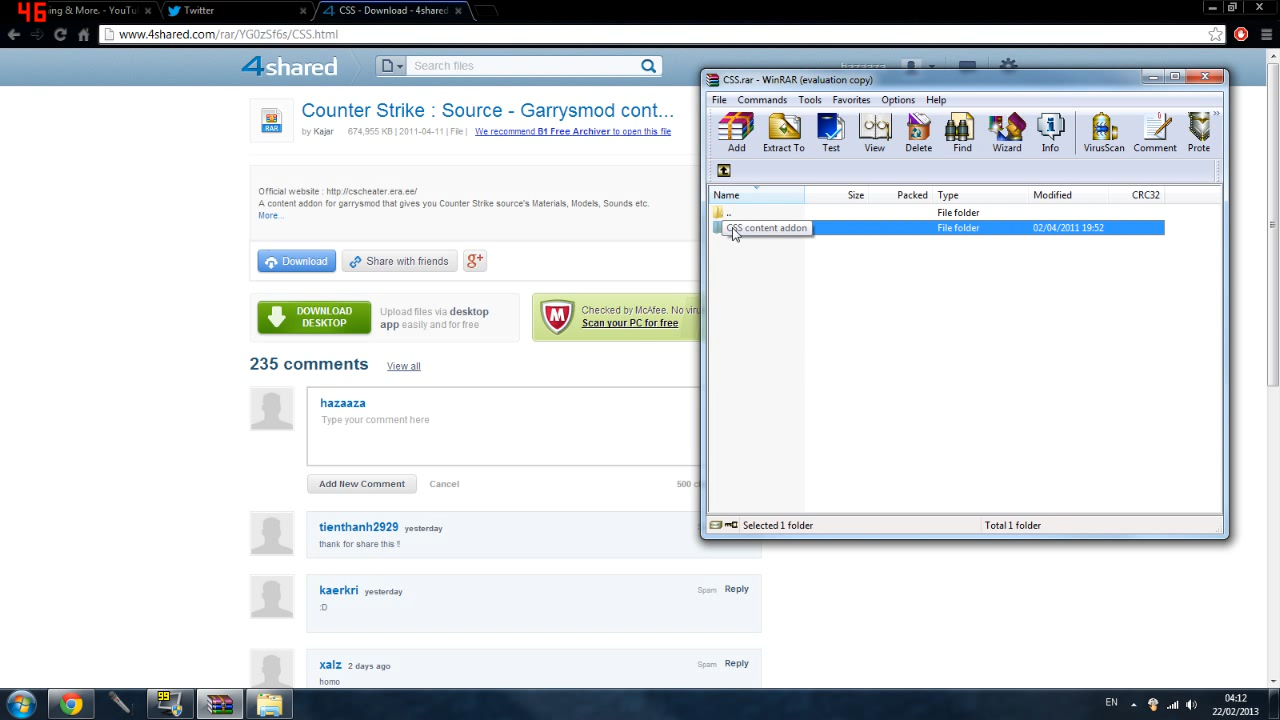 46
ing & More. - YouTu
Twitter
CSS - Download - 4shared
www.4shared.com/rar/YG0zSf6s/CSS.html
4shared
Search files
hazaaza
Counter Strike : Source - Garrysmod cont...
RAR
by Kajar 674,955 KB | 2011-04-11 | File | We recommend B1 Free Archiver to open this file
Official website : http://cscheater.era.ee/
A content addon for garrysmod that gives you Counter Strike source's Materials, Models, Sounds etc.
More...
Download
Share with friends
g+
DOWNLOAD
DESKTOP
Upload files via desktop
app easily and for free
Checked by McAfee. No viru
Scan your PC for free
235 comments
View all
hazaaza
Type your comment here
Add New Comment
Cancel
500 c
tienthanh2929 yesterday
thank for share this !!
kaerkri yesterday
Spam Reply
:D
xalz 2 days ago
Spam Reply
homo
CSS.rar - WinRAR (evaluation copy)
File Commands Tools Favorites Options Help
Add Extract To Test View Delete Find Wizard Info VirusScan Comment Prote
Name Size Packed Type Modified CRC32
.. File folder
CSS content addon File folder 02/04/2011 19:52
Selected 1 folder
Total 1 folder
99
EN
04:12
22/02/2013